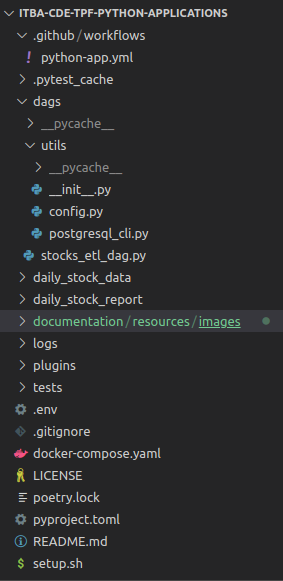 ITBA-CDE-TPF-PYTHON-APPLICATIONS
.github/workflows
python-app.yml
.pytest_cache
dags
__pycache__
utils
__pycache__
__init__.py
config.py
postgresql_cli.py
stocks_etl_dag.py
daily_stock_data
daily_stock_report
documentation/resources/images
logs
plugins
tests
.env
.gitignore
docker-compose.yaml
LICENSE
poetry.lock
pyproject.toml
README.md
setup.sh